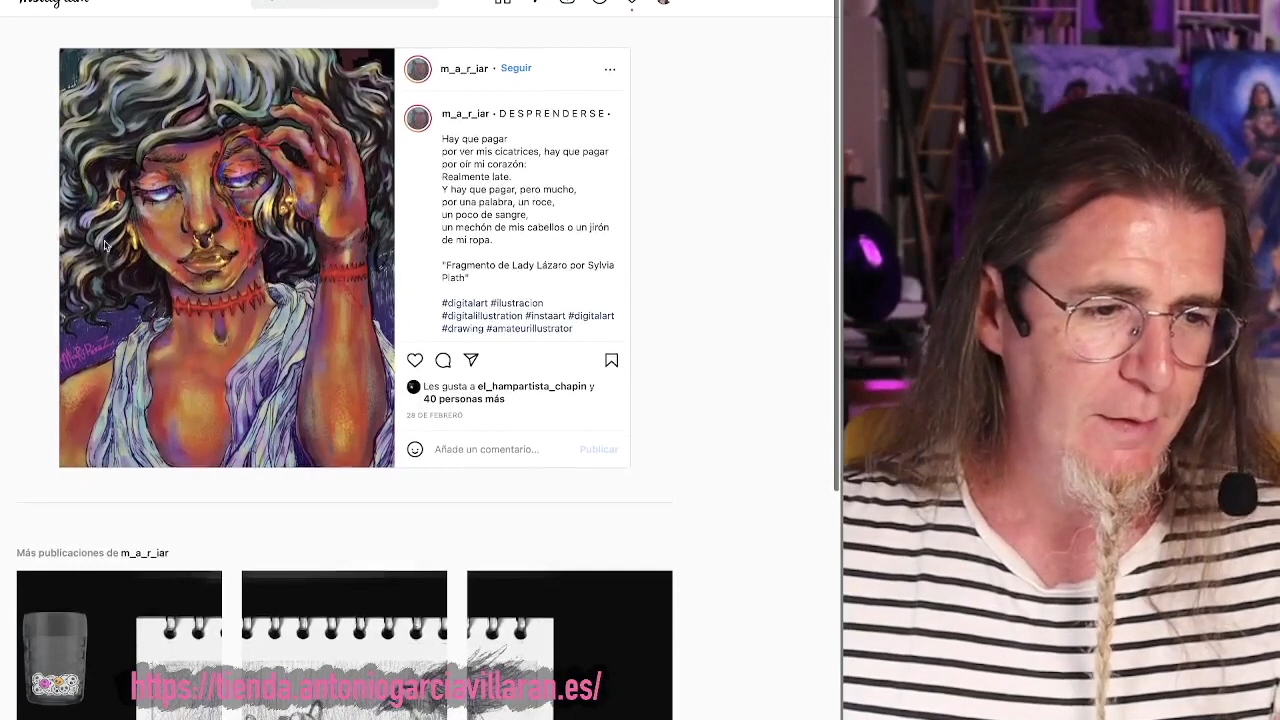 Instagram
m_a_r_iar • Seguir
m_a_r_iar • D E S P R E N D E R S E •
Hay que pagar
por ver mis cicatrices, hay que pagar
por oír mi corazón:
Realmente late.
Y hay que pagar, pero mucho,
por una palabra, un roce,
un poco de sangre,
un mechón de mis cabellos o un jirón
de mi ropa.
"Fragmento de Lady Lázaro por Sylvia
Plath"
#digitalart #ilustracion
#digitalillustration #instaart #digitalart
#drawing #amateurillustrator
Les gusta a el_hampartista_chapin y
40 personas más
28 DE FEBRERO
Añade un comentario... Publicar
Más publicaciones de m_a_r_iar
https://tienda.antoniogarciavillaran.es/